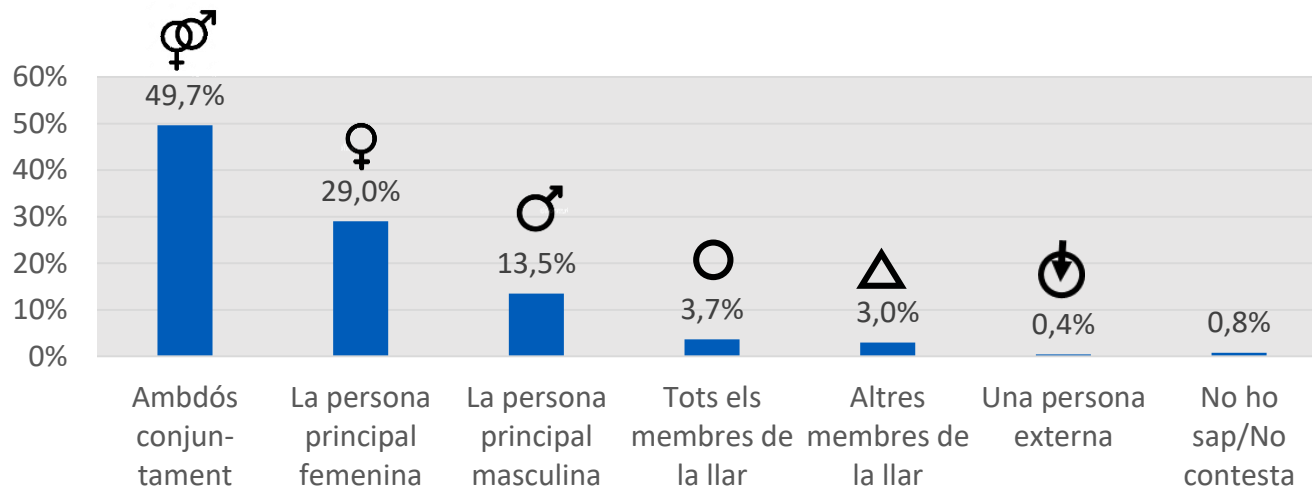 60%
50%
40%
30%
20%
10%
0%
49,7%
29,0%
13,5%
3,7%
3,0%
0,4%
0,8%
Ambdós
conjun-
tament
La persona
principal
femenina
La persona
principal
masculina
Tots els
membres de
la llar
Altres
membres de
la llar
Una persona
externa
No ho
sap/No
contesta